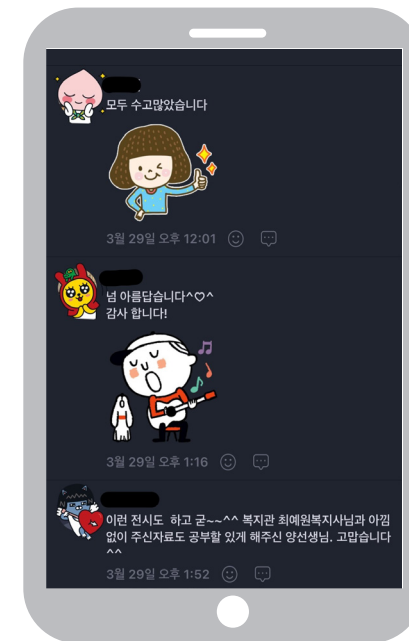 모두 수고많았습니다
3월 29일 오후 12:01
넘 아름답습니다^♡^
감사 합니다!
3월 29일 오후 1:16
이런 전시도 하고 굳~~^^ 복지관 최예원복지사님과 아낌
없이 주신자료도 공부할 있게 해주신 양선생님. 고맙습니다
^^
3월 29일 오후 1:52